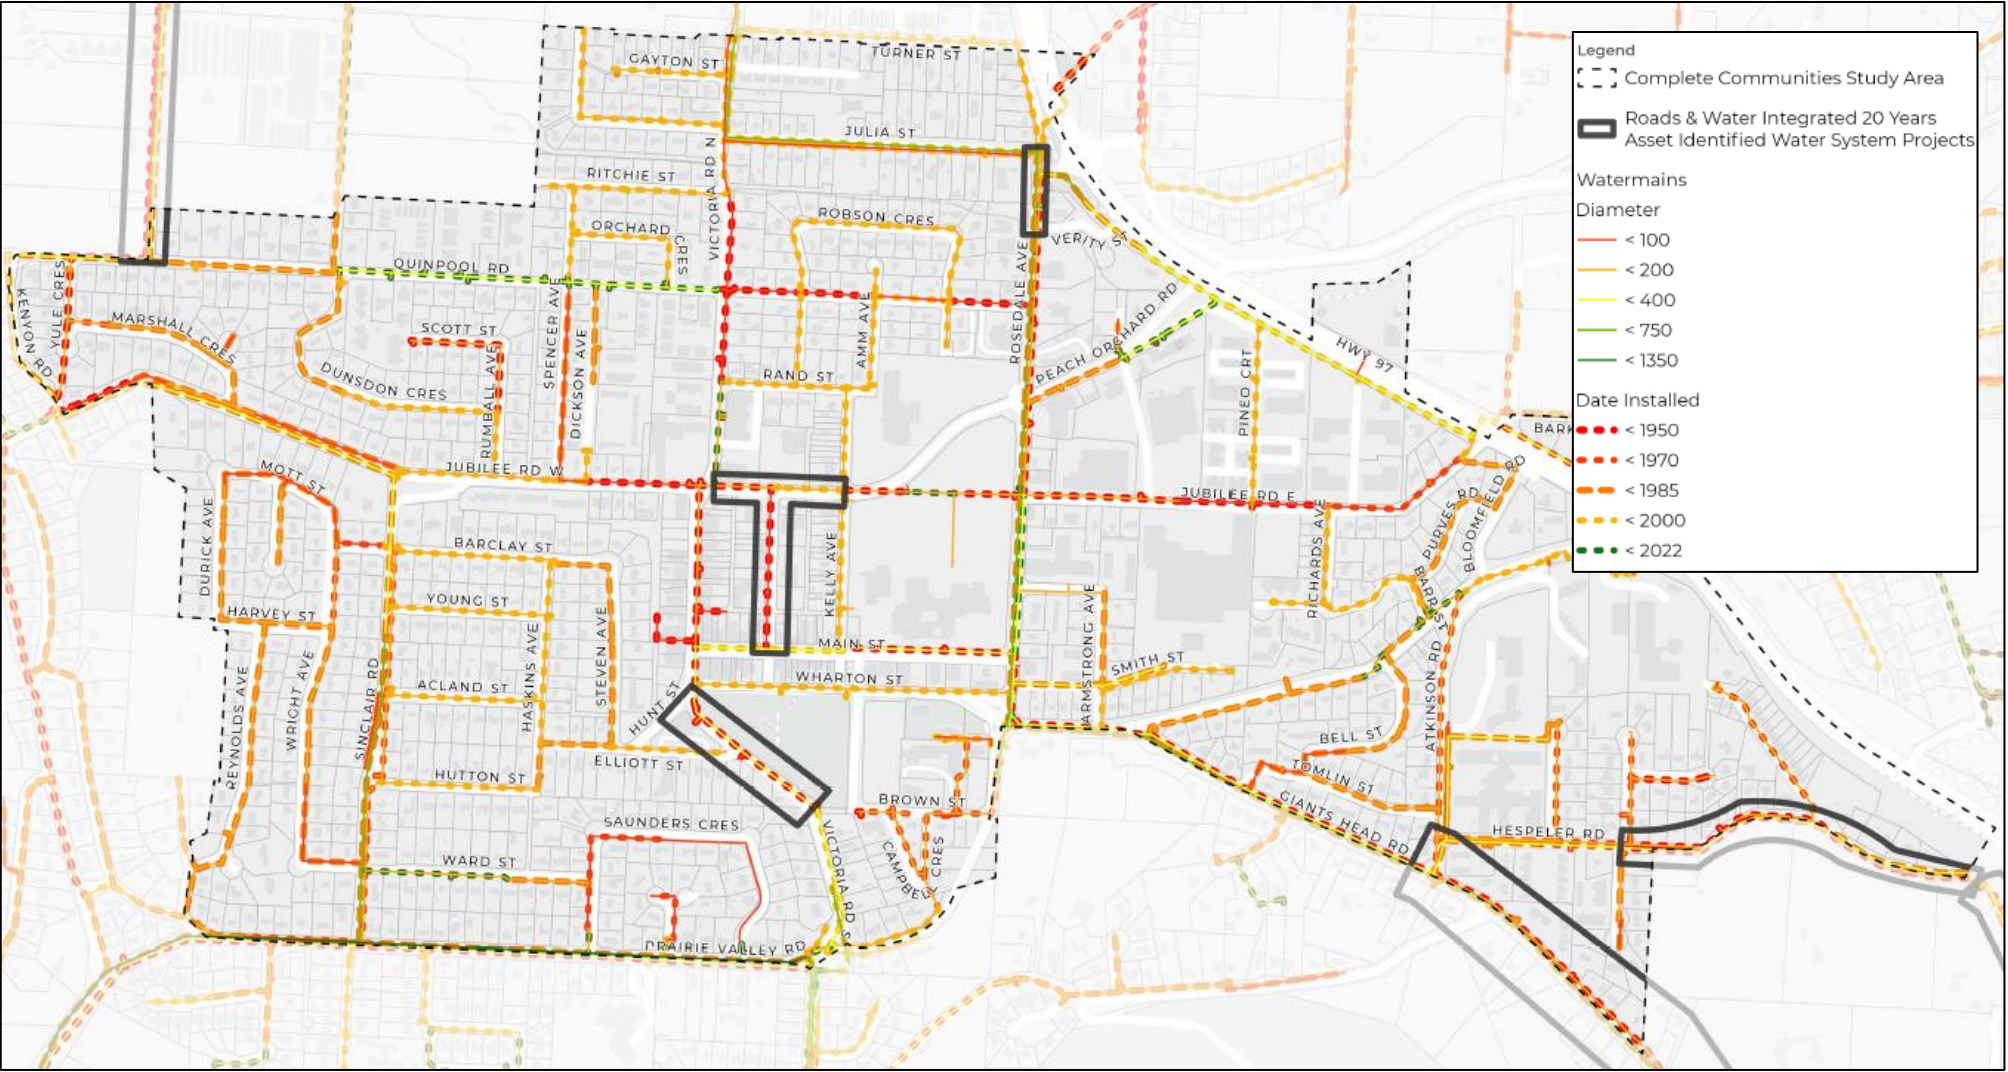 GAYTON ST
TURNER ST
JULIA ST
RITCHIE ST
VICTORIA RD N
ORCHARD
CRES
ROBSON CRES
VERITY ST
QUINPOOL RD
KENYON RD
YULE CRES
MARSHALL CRES
SCOTT ST
SPENCER AVE
DICKSON AVE
RUMBALL AVE
DUNSDON CRES
AMM AVE
RAND ST
ROSEDALE AVE
PEACH ORCHARD RD
PINEO CRT
HWY 97
BARK
JUBILEE RD W
JUBILEE RD E
MOTT ST
DURICK AVE
HARVEY ST
BARCLAY ST
YOUNG ST
ACLAND ST
HUTTON ST
HASKINS AVE
STEVEN AVE
REYNOLDS AVE
WRIGHT AVE
SINCLAIR RD
KELLY AVE
MAIN ST
WHARTON ST
HUNT ST
ELLIOTT ST
ARMSTRONG AVE
SMITH ST
RICHARDS AVE
PURVES RD
BLOOMFIELD RD
BARR ST
ATKINSON RD
BELL ST
TOMLIN ST
GIANTS HEAD RD
HESPELER RD
BROWN ST
CAMPBELL CRES
SAUNDERS CRES
WARD ST
VICTORIA RD S
PRAIRIE VALLEY RD
Legend
Complete Communities Study Area
Roads & Water Integrated 20 Years
Asset Identified Water System Projects
Watermains
Diameter
< 100
< 200
< 400
< 750
< 1350
Date Installed
< 1950
< 1970
< 1985
< 2000
< 2022